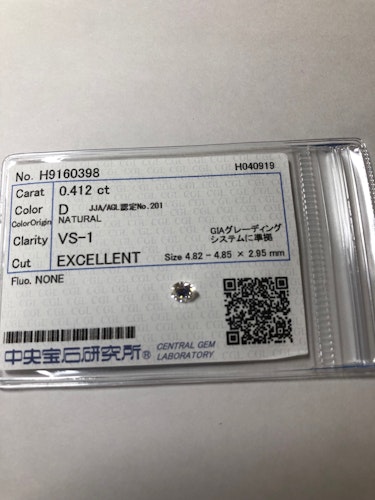 No. H9160398 H040919
Carat 0.412 ct
Color D JJA/AGL認定No.201
ColorOrigin NATURAL
Clarity VS-1 GIAグレーディング
システムに準拠
Cut EXCELLENT Size 4.82 - 4.85 × 2.95 mm
Fluo. NONE
中央宝石研究所® CENTRAL GEM
LABORATORY